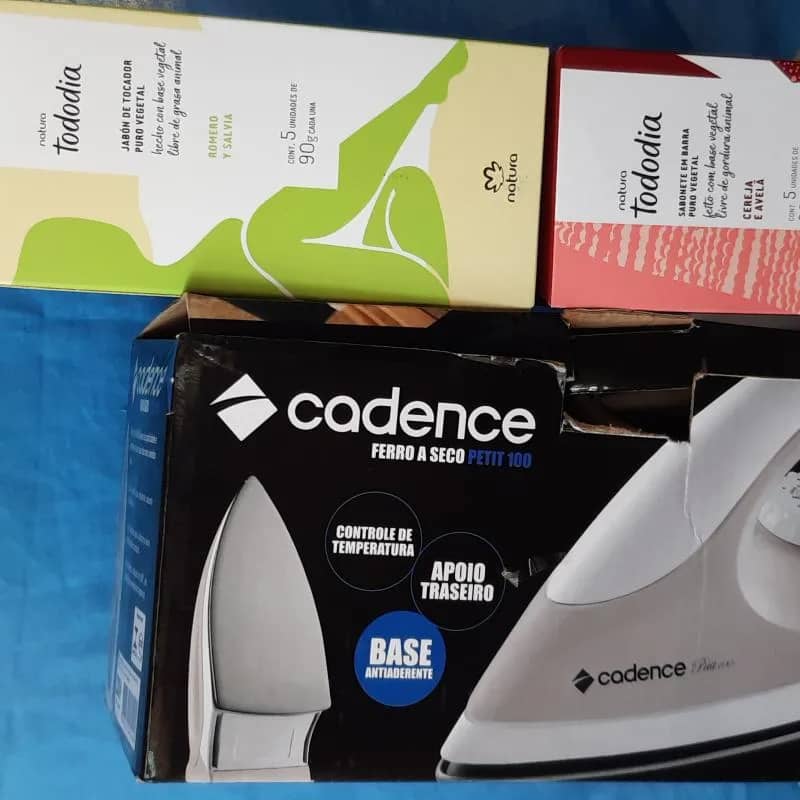 natura
Tododia
JABÓN DE TOCADOR
PURO VEGETAL
hecho con base vegetal
libre de grasa animal
ROMERO
Y SALVIA
CONT. 5 UNIDADES DE
90g CADA UNA
natura
natura
Tododia
SABONETE EM BARRA
PURO VEGETAL
feito com base vegetal
livre de gordura animal
CEREJA
E AVELÃ
CONT. 5 UNIDADES
cadence
cadence
FERRO A SECO PETIT 100
CONTROLE DE
TEMPERATURA
APOIO
TRASEIRO
BASE
ANTIADERENTE
cadence